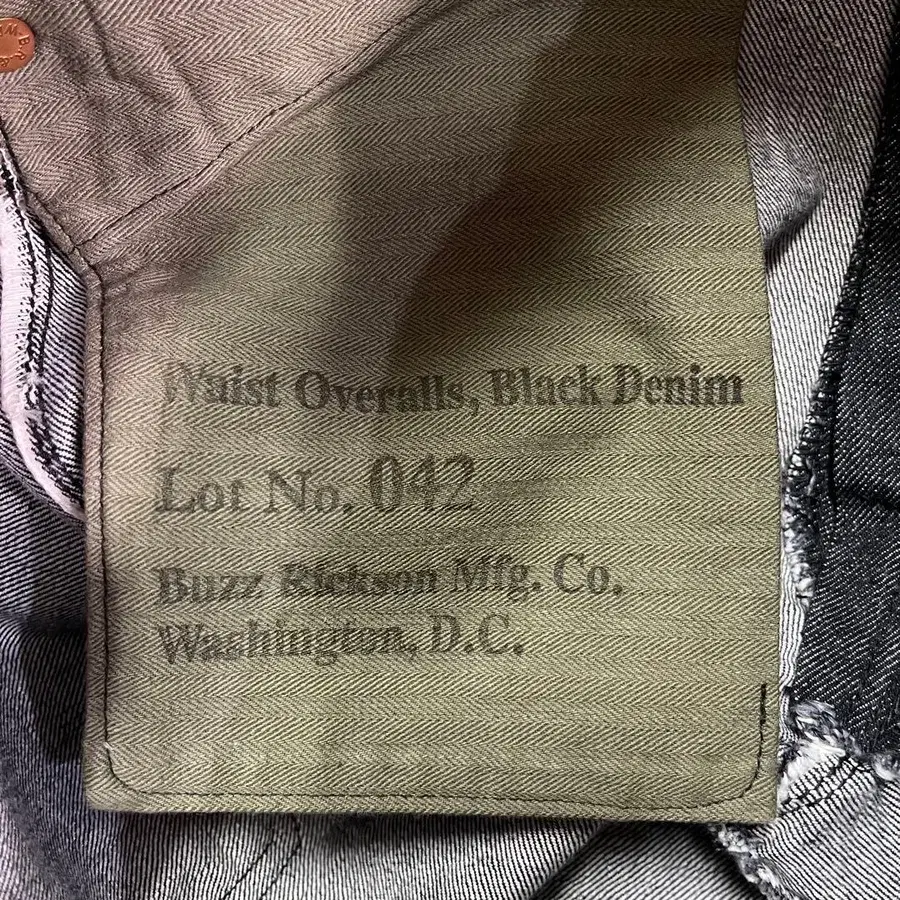 Waist Overalls, Black Denim
Lot No. 042
Buzz Rickson Mfg. Co.
Washington, D.C.